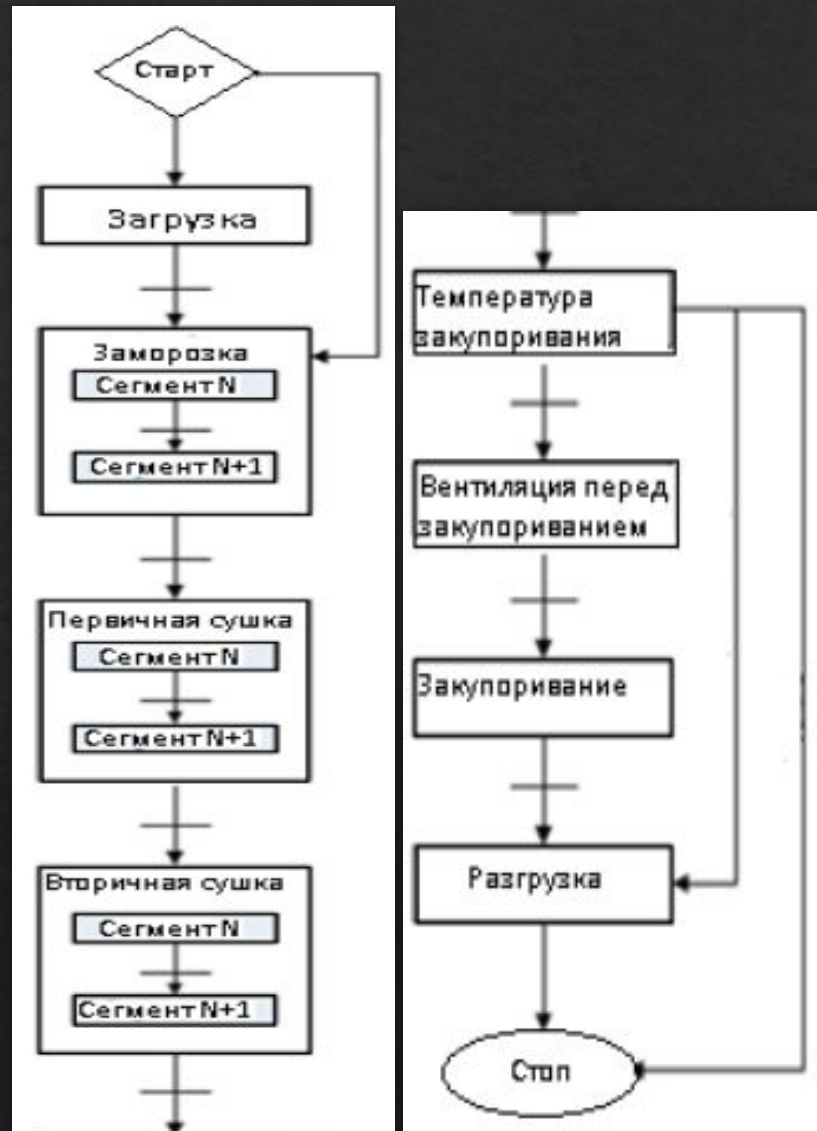 Старт
Загрузка
Заморозка
Сегмент N
Сегмент N+1
Первичная сушка
Сегмент N
Сегмент N+1
Вторичная сушка
Сегмент N
Сегмент N+1
Температура
закупоривания
Вентиляция перед
закупориванием
Закупоривание
Разгрузка
Стоп